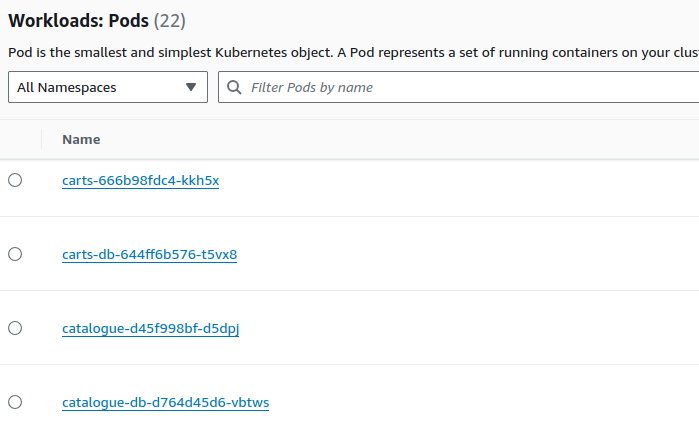 Workloads: Pods (22)
Pod is the smallest and simplest Kubernetes object. A Pod represents a set of running containers on your clus
All Namespaces
Filter Pods by name
Name
carts-666b98fdc4-kkh5x
carts-db-644ff6b576-t5vx8
catalogue-d45f998bf-d5dpj
catalogue-db-d764d45d6-vbtws